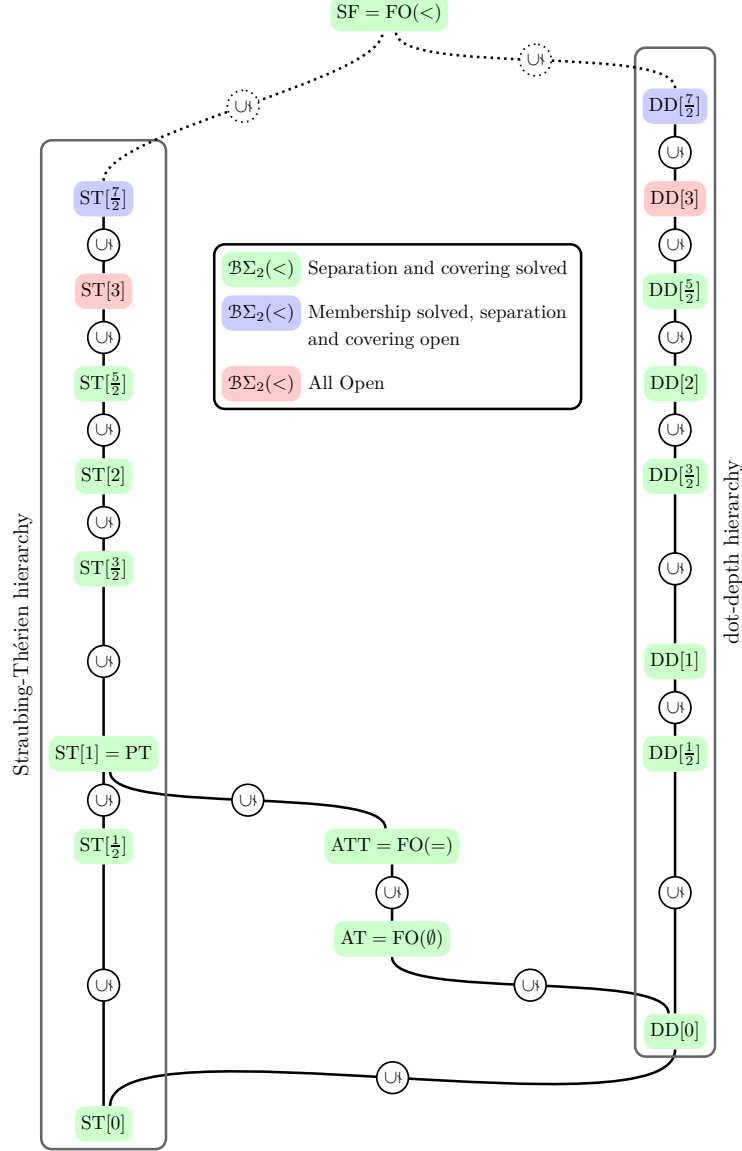 SF = FO(<)
DD[7/2]
ST[7/2]
DD[3]
ℬΣ₂(<) Separation and covering solved
ST[3]
DD[5/2]
ℬΣ₂(<) Membership solved, separation
and covering open
ST[5/2]
ℬΣ₂(<) All Open
DD[2]
ST[2]
DD[3/2]
ST[3/2]
Straubing-Thérien hierarchy
dot-depth hierarchy
DD[1]
ST[1] = PT
DD[1/2]
ST[1/2]
ATT = FO(=)
AT = FO(∅)
DD[0]
ST[0]